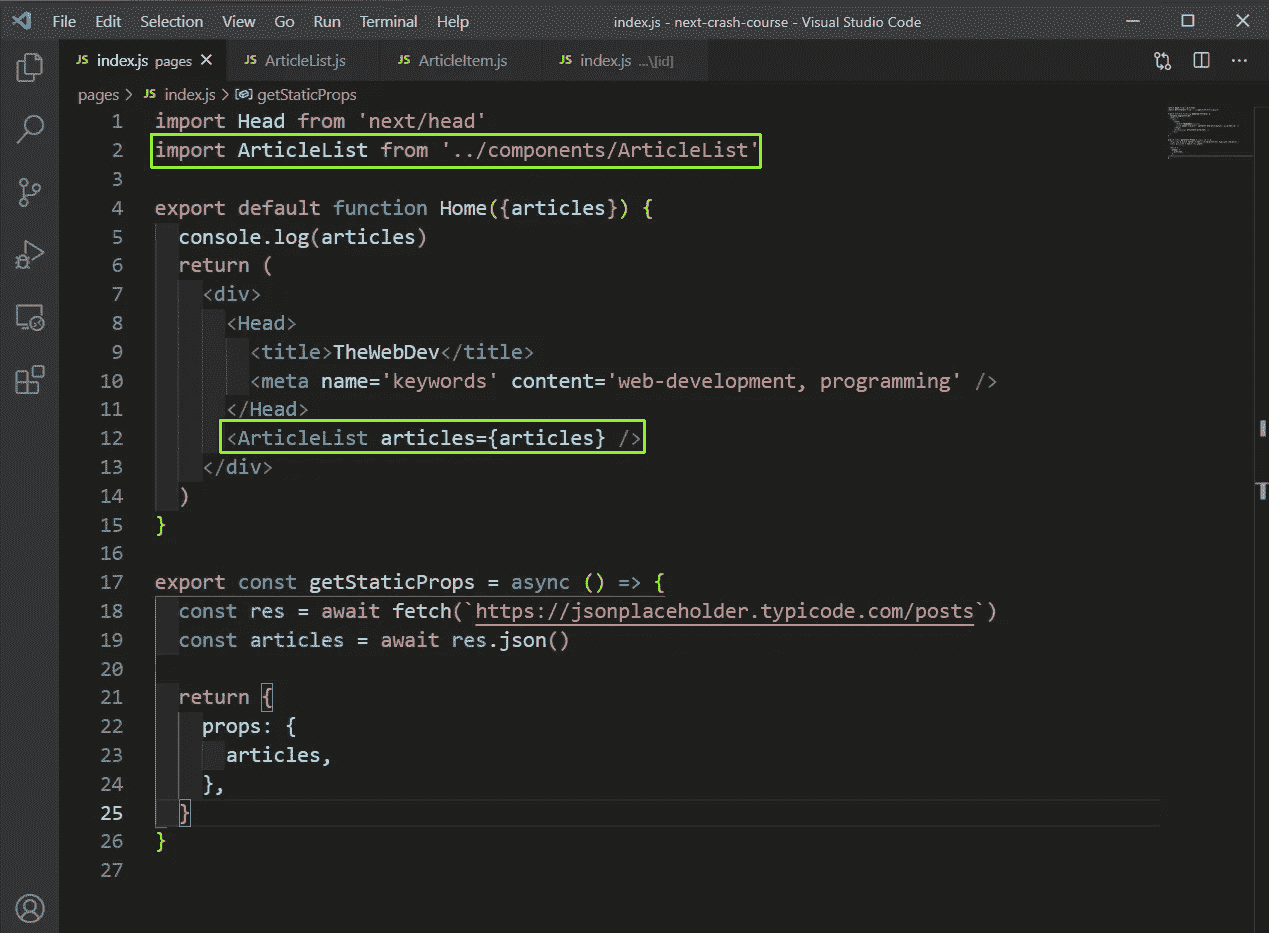 File Edit Selection View Go Run Terminal Help index.js - next-crash-course - Visual Studio Code
JS index.js pages JS ArticleList.js JS ArticleItem.js JS index.js ...\[id]
pages > JS index.js > getStaticProps
1 import Head from 'next/head'
2 import ArticleList from '../components/ArticleList'
3
4 export default function Home({articles}) {
5 console.log(articles)
6 return (
7 <div>
8 <Head>
9 <title>TheWebDev</title>
10 <meta name='keywords' content='web-development, programming' />
11 </Head>
12 <ArticleList articles={articles} />
13 </div>
14 )
15 }
16
17 export const getStaticProps = async () => {
18 const res = await fetch(`https://jsonplaceholder.typicode.com/posts`)
19 const articles = await res.json()
20
21 return {
22 props: {
23 articles,
24 },
25 }
26 }
27